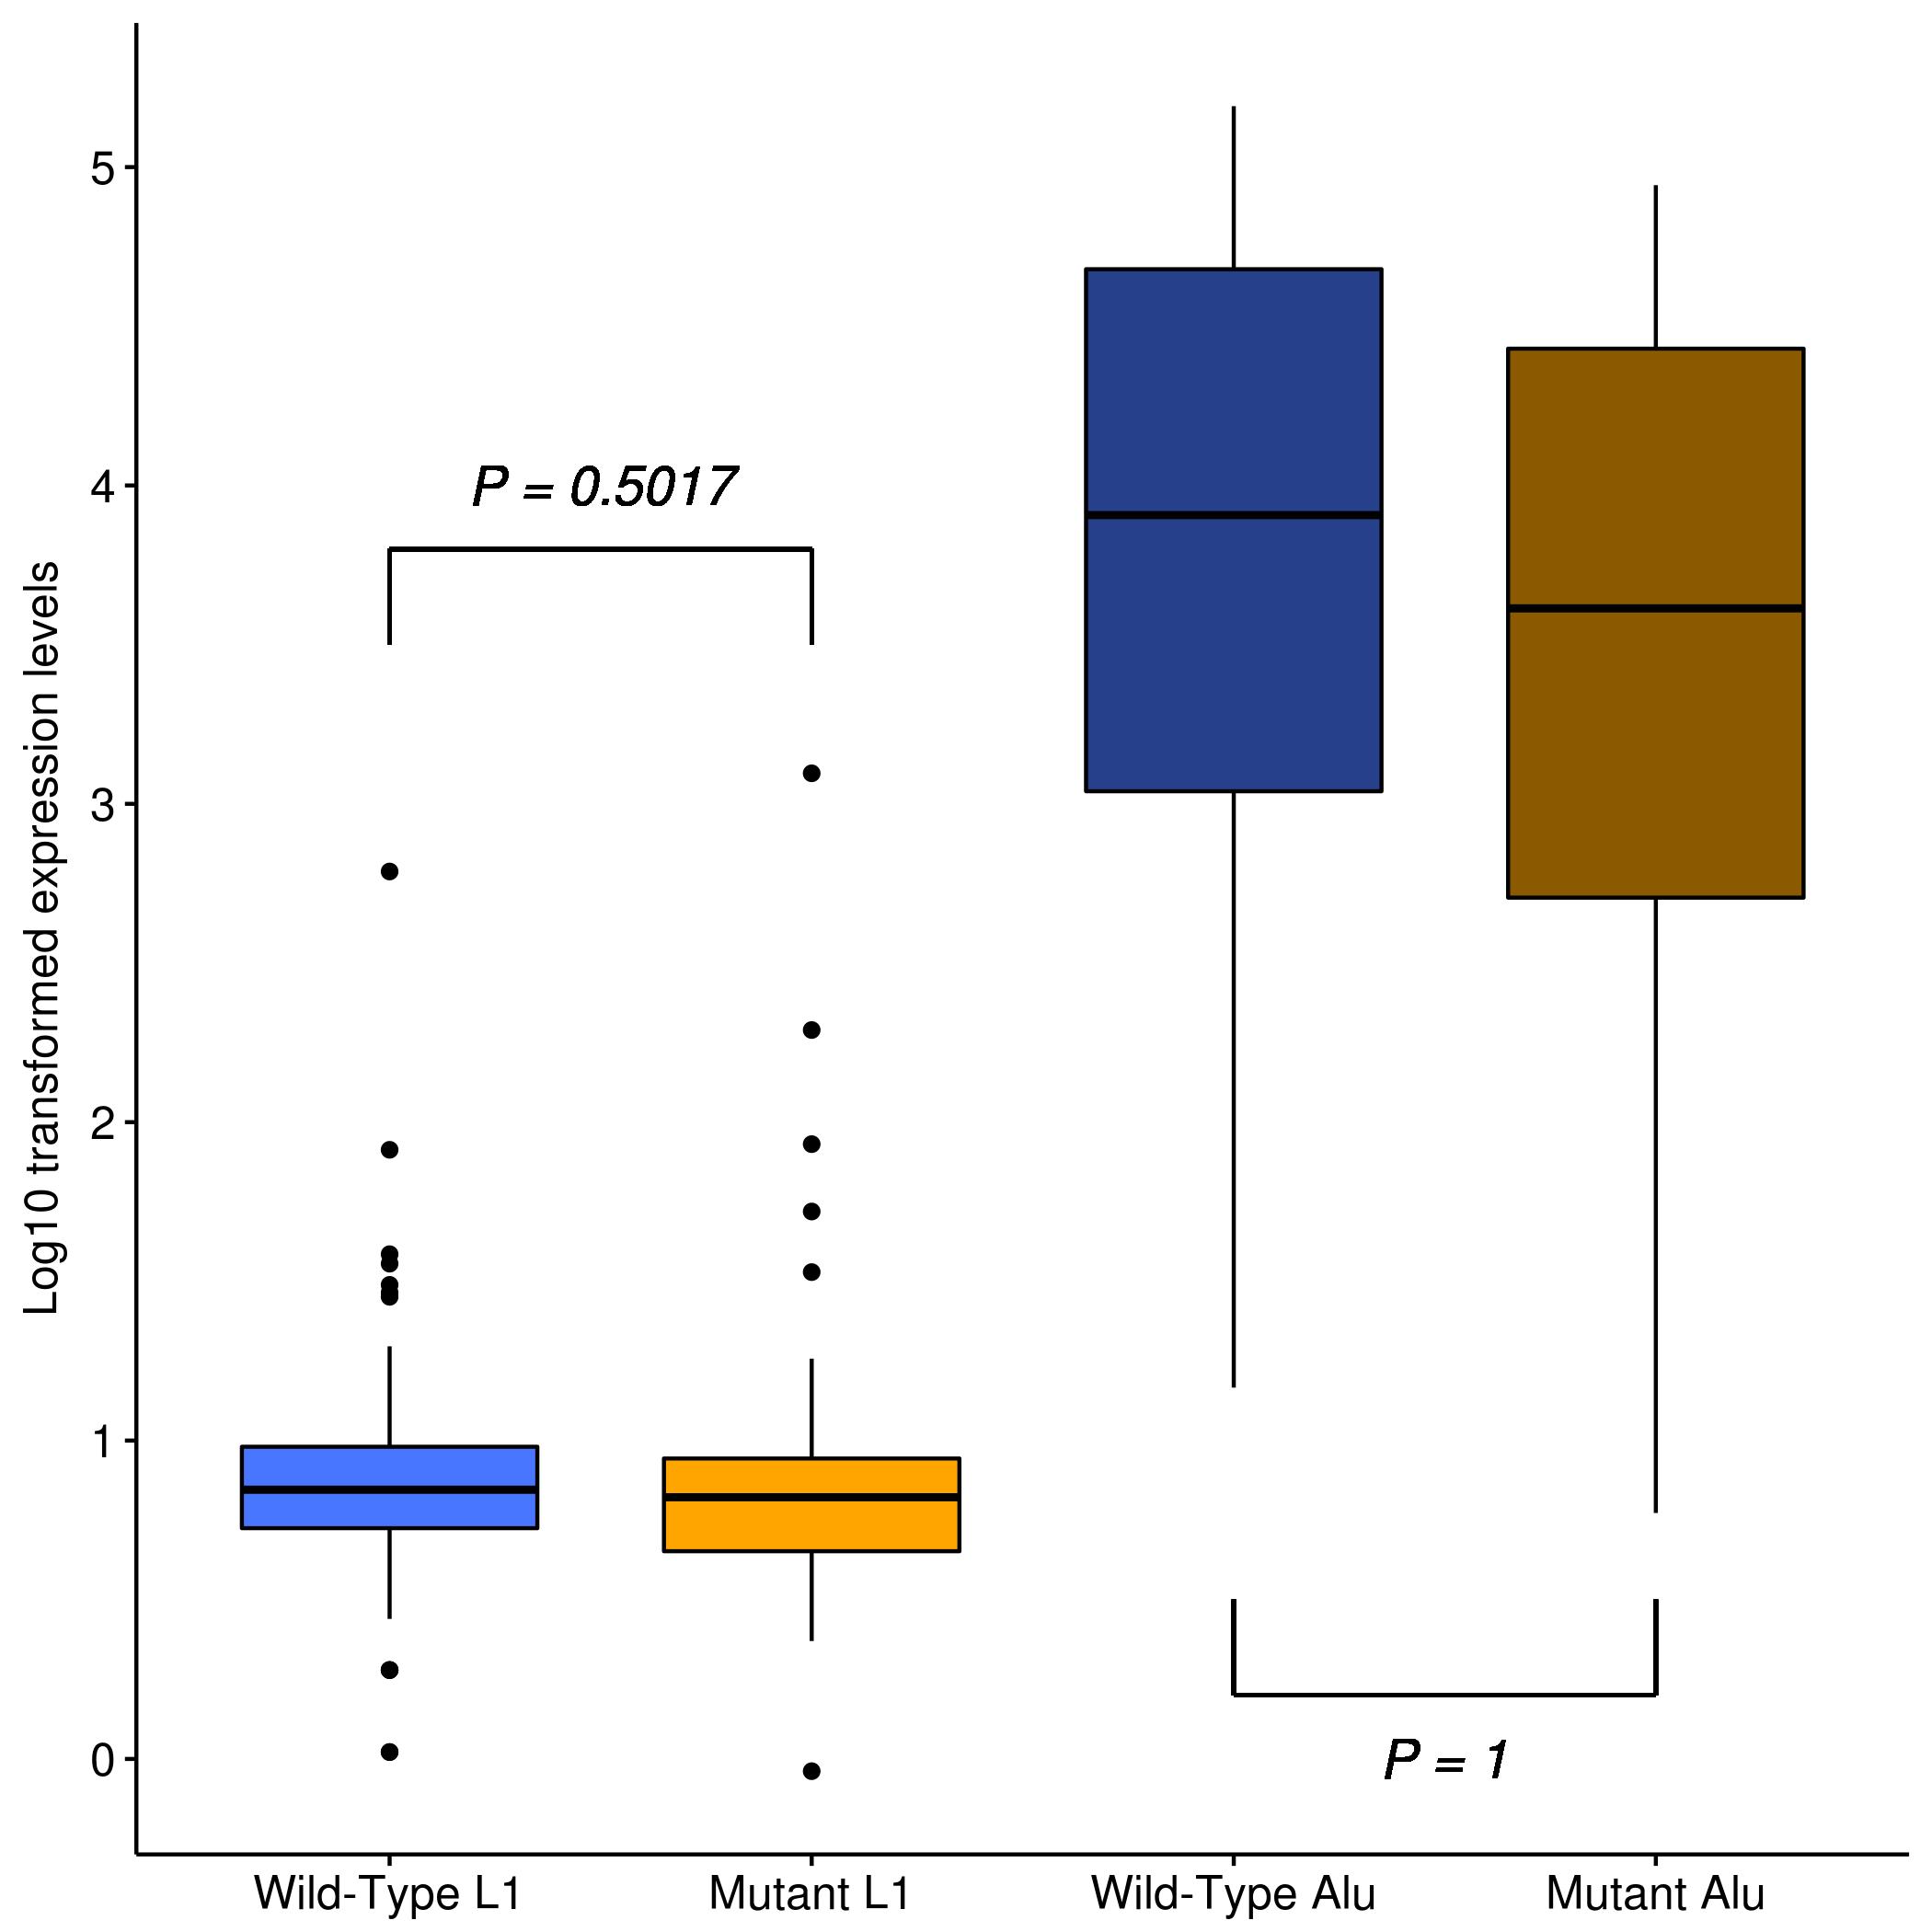 Log10 transformed expression levels
5
4
3
2
1
0
P = 0.5017
P = 1
Wild-Type L1
Mutant L1
Wild-Type Alu
Mutant Alu